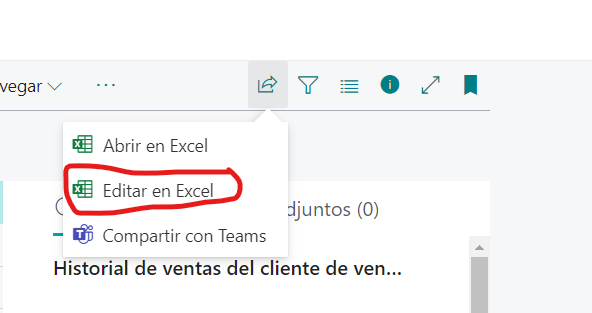 vegar
Abrir en Excel
Editar en Excel
djuntos (0)
Compartir con Teams
Historial de ventas del cliente de ven...